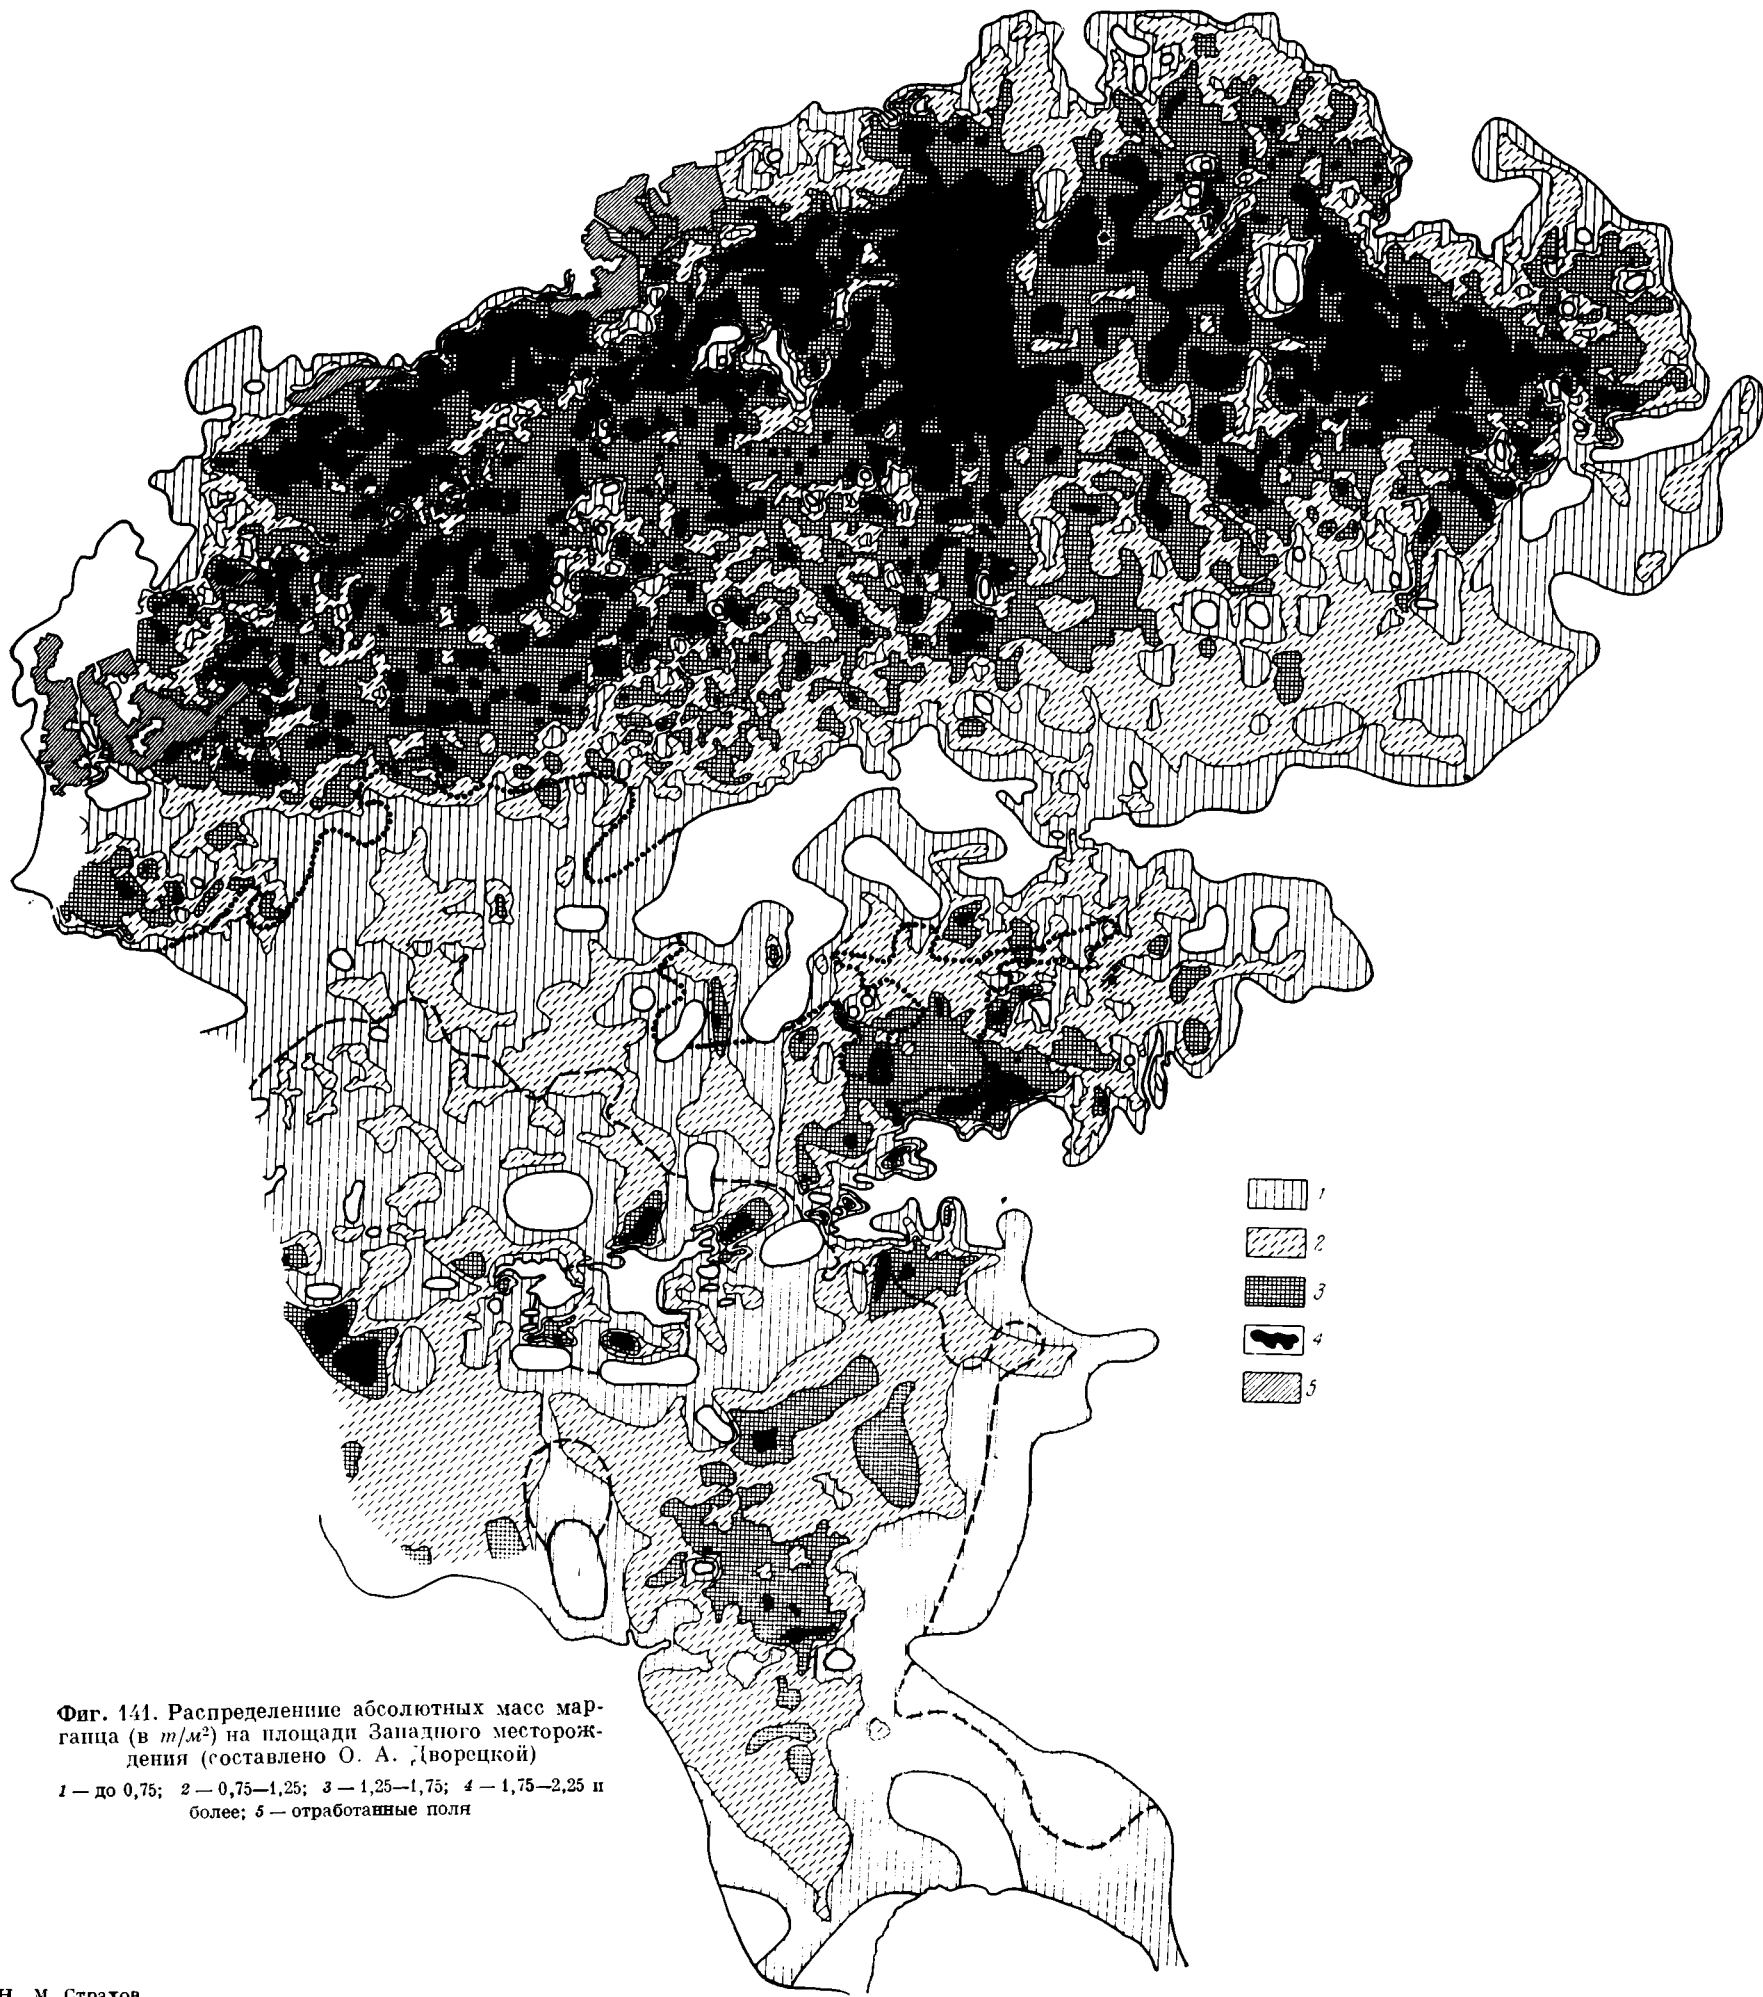 1
2
3
4
5
Фиг. 141. Распределение абсолютных масс мар-
ганца (в т/м²) на площади Западного месторож-
дения (составлено О. А. Дворецкой)
1 — до 0,75; 2 — 0,75—1,25; 3 — 1,25—1,75; 4 — 1,75—2,25 и
более; 5 — отработанные поля
Н. М. Страхов